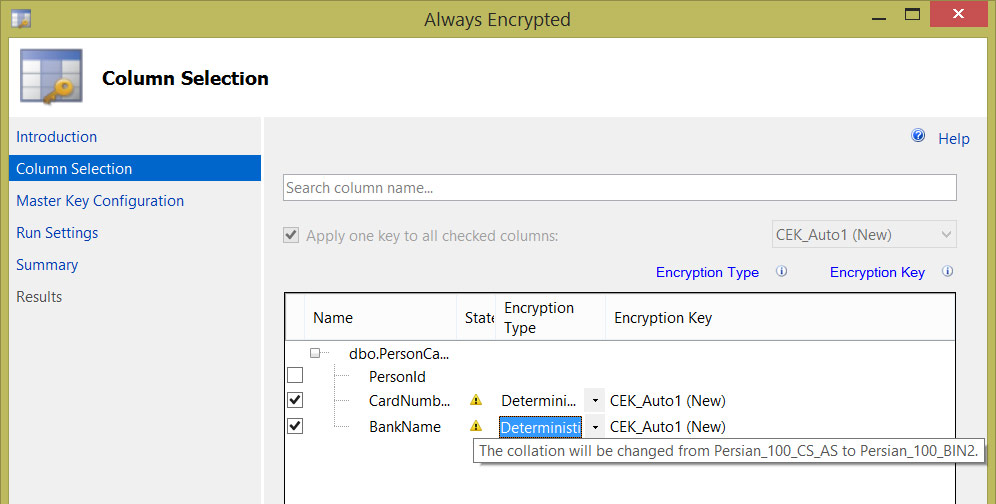 Always Encrypted
Column Selection
Introduction
Column Selection
Master Key Configuration
Run Settings
Summary
Results
Help
Search column name...
Apply one key to all checked columns:
CEK_Auto1 (New)
Encryption Type
Encryption Key
Name
State
Encryption
Type
Encryption Key
dbo.PersonCa...
PersonId
CardNumb... Determini... CEK_Auto1 (New)
BankName Deterministi CEK_Auto1 (New)
The collation will be changed from Persian_100_CS_AS to Persian_100_BIN2.